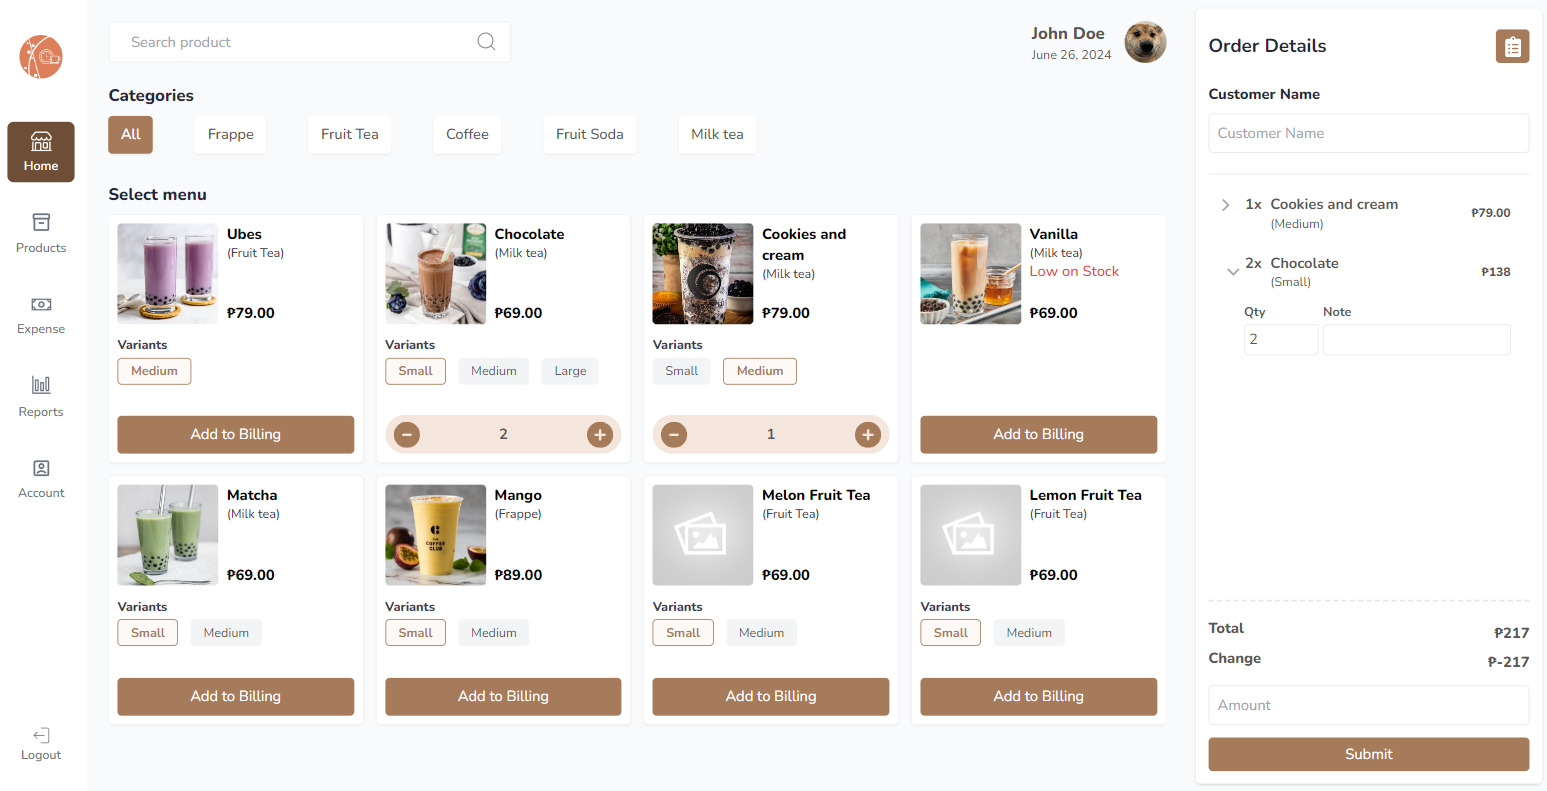 Home
Products
Expense
Reports
Account
Logout
Search product
John Doe
June 26, 2024
Categories
All
Frappe
Fruit Tea
Coffee
Fruit Soda
Milk tea
Select menu
Ubes
(Fruit Tea)
₱79.00
Variants
Medium
Add to Billing
Chocolate
(Milk tea)
₱69.00
Variants
Small
Medium
Large
2
Cookies and
cream
(Milk tea)
₱79.00
Variants
Small
Medium
1
Vanilla
(Milk tea)
Low on Stock
₱69.00
Add to Billing
Matcha
(Milk tea)
₱69.00
Variants
Small
Medium
Add to Billing
THE
COFFEE
CLUB
Mango
(Frappe)
₱89.00
Variants
Small
Medium
Add to Billing
Melon Fruit Tea
(Fruit Tea)
₱69.00
Variants
Small
Medium
Add to Billing
Lemon Fruit Tea
(Fruit Tea)
₱69.00
Variants
Small
Medium
Add to Billing
Order Details
Customer Name
Customer Name
1x Cookies and cream
(Medium)
₱79.00
2x Chocolate
(Small)
₱138
Qty
Note
2
Total
₱217
Change
₱-217
Amount
Submit